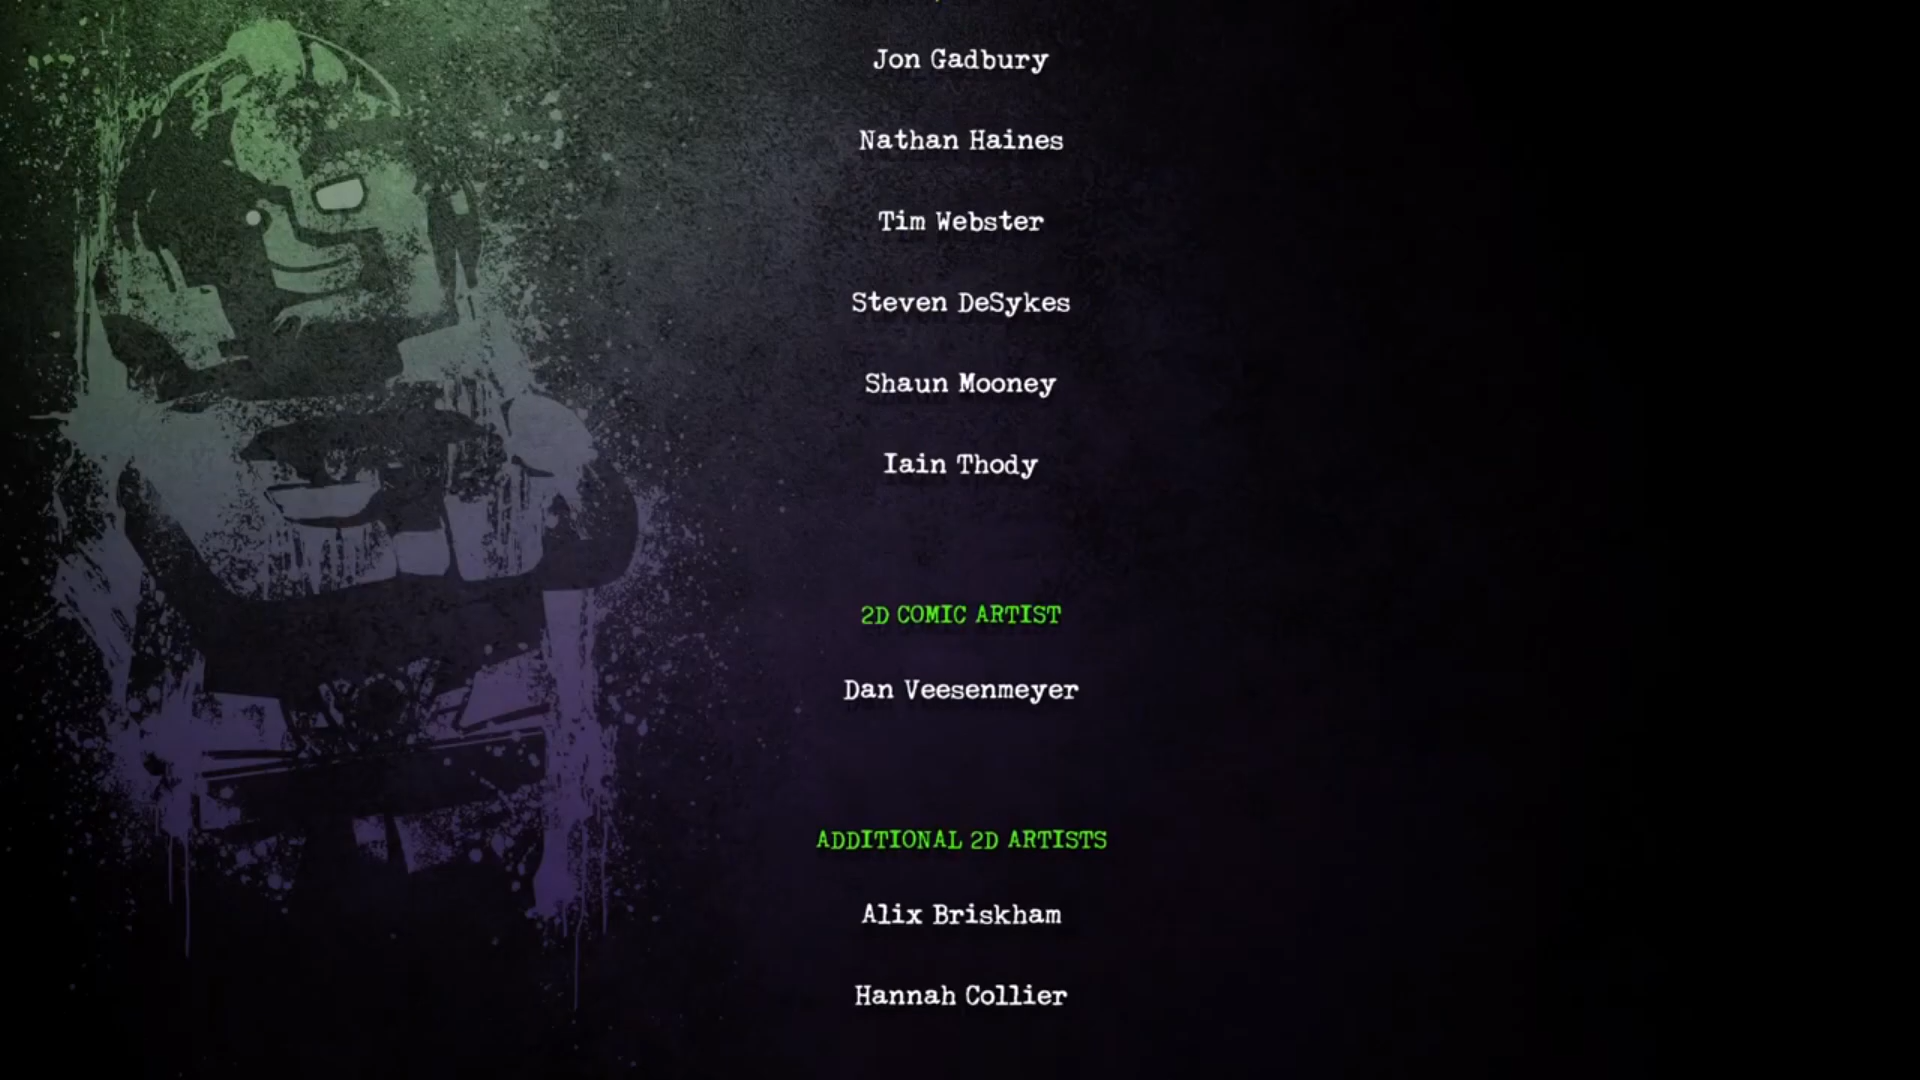 Jon Gadbury
Nathan Haines
Tim Webster
Steven DeSykes
Shaun Mooney
Iain Thody
2D COMIC ARTIST
Dan Veesenmeyer
ADDITIONAL 2D ARTISTS
Alix Briskham
Hannah Collier